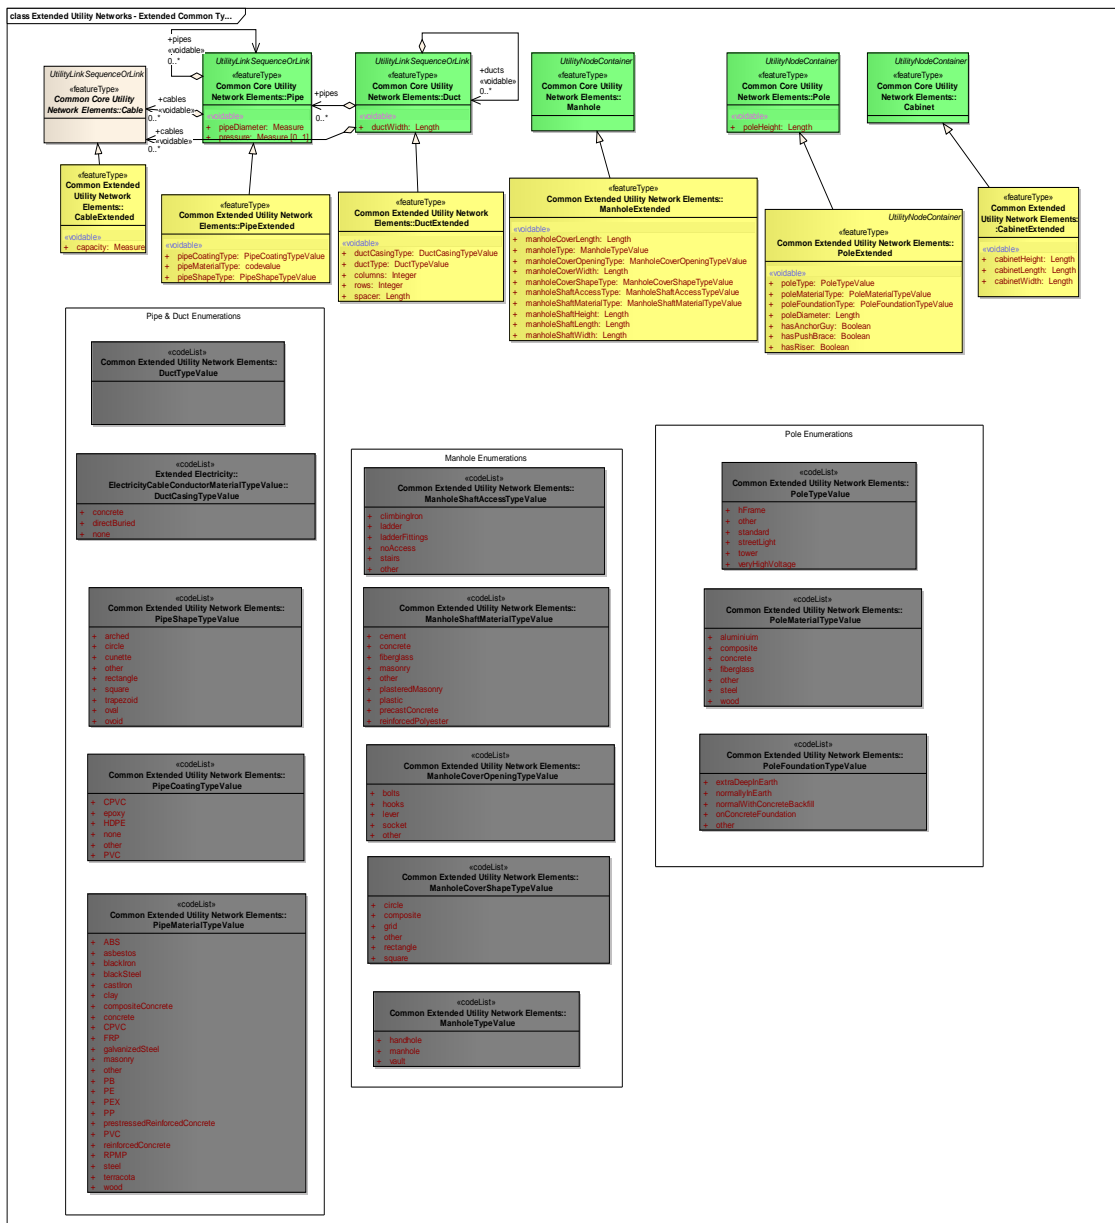 class Extended Utility Networks - Extended Common Ty...
+pipes
«voidable»
0..*
UtilityLinkSequenceOrLink
«featureType»
Common Core Utility
Network Elements::Cable
+cables
«voidable»
0..*
+cables
«voidable»
0..*
UtilityLinkSequenceOrLink
«featureType»
Common Core Utility
Network Elements::Pipe
«voidable»
+ pipeDiameter: Measure
+ pressure: Measure [0..1]
+pipes
0..*
UtilityLinkSequenceOrLink
«featureType»
Common Core Utility
Network Elements::Duct
«voidable»
+ ductWidth: Length
+ducts
«voidable»
0..*
UtilityNodeContainer
«featureType»
Common Core Utility
Network Elements::
Manhole
UtilityNodeContainer
«featureType»
Common Core Utility
Network Elements::Pole
«voidable»
+ poleHeight: Length
UtilityNodeContainer
«featureType»
Common Core Utility
Network Elements::
Cabinet
«featureType»
Common Extended
Utility Network
Elements::
CableExtended
«voidable»
+ capacity: Measure
«featureType»
Common Extended Utility Network
Elements::PipeExtended
«voidable»
+ pipeCoatingType: PipeCoatingTypeValue
+ pipeMaterialType: codevalue
+ pipeShapeType: PipeShapeTypeValue
«featureType»
Common Extended Utility Network
Elements::DuctExtended
«voidable»
+ ductCasingType: DuctCasingTypeValue
+ ductType: DuctTypeValue
+ columns: Integer
+ rows: Integer
+ spacer: Length
«featureType»
Common Extended Utility Network Elements::
ManholeExtended
«voidable»
+ manholeCoverLength: Length
+ manholeType: ManholeTypeValue
+ manholeCoverOpeningType: ManholeCoverOpeningTypeValue
+ manholeCoverWidth: Length
+ manholeCoverShapeType: ManholeCoverShapeTypeValue
+ manholeShaftAccessType: ManholeShaftAccessTypeValue
+ manholeShaftMaterialType: ManholeShaftMaterialTypeValue
+ manholeShaftHeight: Length
+ manholeShaftLength: Length
+ manholeShaftWidth: Length
UtilityNodeContainer
«featureType»
Common Extended Utility Network Elements::
PoleExtended
«voidable»
+ poleType: PoleTypeValue
+ poleMaterialType: PoleMaterialTypeValue
+ poleFoundationType: PoleFoundationTypeValue
+ poleDiameter: Length
+ hasAnchorGuy: Boolean
+ hasPushBrace: Boolean
+ hasRiser: Boolean
«featureType»
Common Extended
Utility Network Elements:
:CabinetExtended
«voidable»
+ cabinetHeight: Length
+ cabinetLength: Length
+ cabinetWidth: Length
Pipe & Duct Enumerations
«codeList»
Common Extended Utility Network Elements::
DuctTypeValue
«codeList»
Extended Electricity::
ElectricityCableConductorMaterialTypeValue::
DuctCasingTypeValue
+ concrete
+ directBuried
+ none
«codeList»
Common Extended Utility Network Elements::
PipeShapeTypeValue
+ arched
+ circle
+ cunette
+ other
+ rectangle
+ square
+ trapezoid
+ oval
+ ovoid
«codeList»
Common Extended Utility Network Elements::
PipeCoatingTypeValue
+ CPVC
+ epoxy
+ HDPE
+ none
+ other
+ PVC
«codeList»
Common Extended Utility Network Elements::
PipeMaterialTypeValue
+ ABS
+ asbestos
+ blackIron
+ blackSteel
+ castIron
+ clay
+ compositeConcrete
+ concrete
+ CPVC
+ FRP
+ galvanizedSteel
+ masonry
+ other
+ PB
+ PE
+ PEX
+ PP
+ prestressedReinforcedConcrete
+ PVC
+ reinforcedConcrete
+ RPMP
+ steel
+ terracota
+ wood
Manhole Enumerations
«codeList»
Common Extended Utility Network Elements::
ManholeShaftAccessTypeValue
+ climbingIron
+ ladder
+ ladderFittings
+ noAccess
+ stairs
+ other
«codeList»
Common Extended Utility Network Elements::
ManholeShaftMaterialTypeValue
+ cement
+ concrete
+ fiberglass
+ masonry
+ other
+ plasteredMasonry
+ plastic
+ precastConcrete
+ reinforcedPolyester
«codeList»
Common Extended Utility Network Elements::
ManholeCoverOpeningTypeValue
+ bolts
+ hooks
+ lever
+ socket
+ other
«codeList»
Common Extended Utility Network Elements::
ManholeCoverShapeTypeValue
+ circle
+ composite
+ grid
+ other
+ rectangle
+ square
«codeList»
Common Extended Utility Network Elements::
ManholeTypeValue
+ handhole
+ manhole
+ vault
Pole Enumerations
«codeList»
Common Extended Utility Network Elements::
PoleTypeValue
+ hFrame
+ other
+ standard
+ streetLight
+ tower
+ veryHighVoltage
«codeList»
Common Extended Utility Network Elements::
PoleMaterialTypeValue
+ aluminiuim
+ composite
+ concrete
+ fiberglass
+ other
+ steel
+ wood
«codeList»
Common Extended Utility Network Elements::
PoleFoundationTypeValue
+ extraDeepInEarth
+ normallyInEarth
+ normalWithConcreteBackfill
+ onConcreteFoundation
+ other